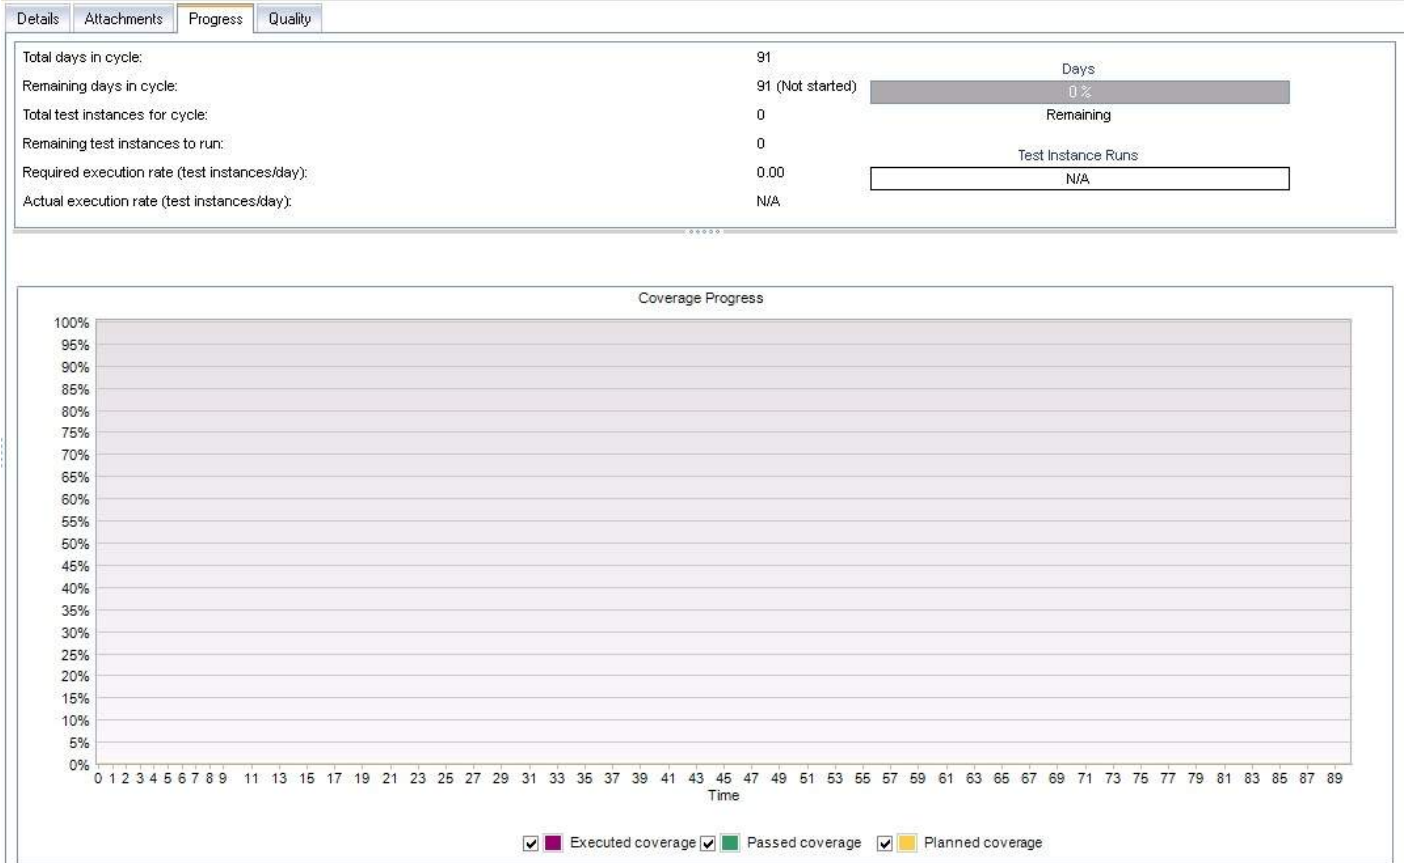 Details Attachments Progress Quality
Total days in cycle: 91
Days
Remaining days in cycle: 91 (Not started)
0 %
Total test instances for cycle: 0
Remaining
Remaining test instances to run: 0
Test Instance Runs
Required execution rate (test instances/day): 0.00
N/A
Actual execution rate (test instances/day): N/A
Coverage Progress
100%
95%
90%
85%
80%
75%
70%
65%
60%
55%
50%
45%
40%
35%
30%
25%
20%
15%
10%
5%
0%
0 1 2 3 4 5 6 7 8 9 11 13 15 17 19 21 23 25 27 29 31 33 35 37 39 41 43 45 47 49 51 53 55 57 59 61 63 65 67 69 71 73 75 77 79 81 83 85 87 89
Time
Executed coverage Passed coverage Planned coverage